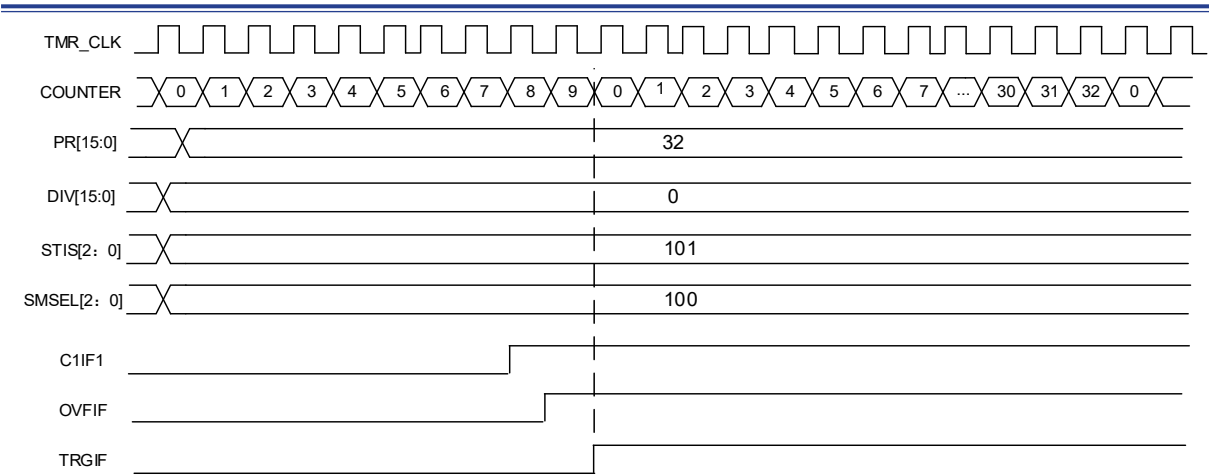 TMR_CLK
COUNTER 0 1 2 3 4 5 6 7 8 9 0 1 2 3 4 5 6 7 ... 30 31 32 0
PR[15:0] 32
DIV[15:0] 0
STIS[2：0] 101
SMSEL[2：0] 100
C1IF1
OVFIF
TRGIF